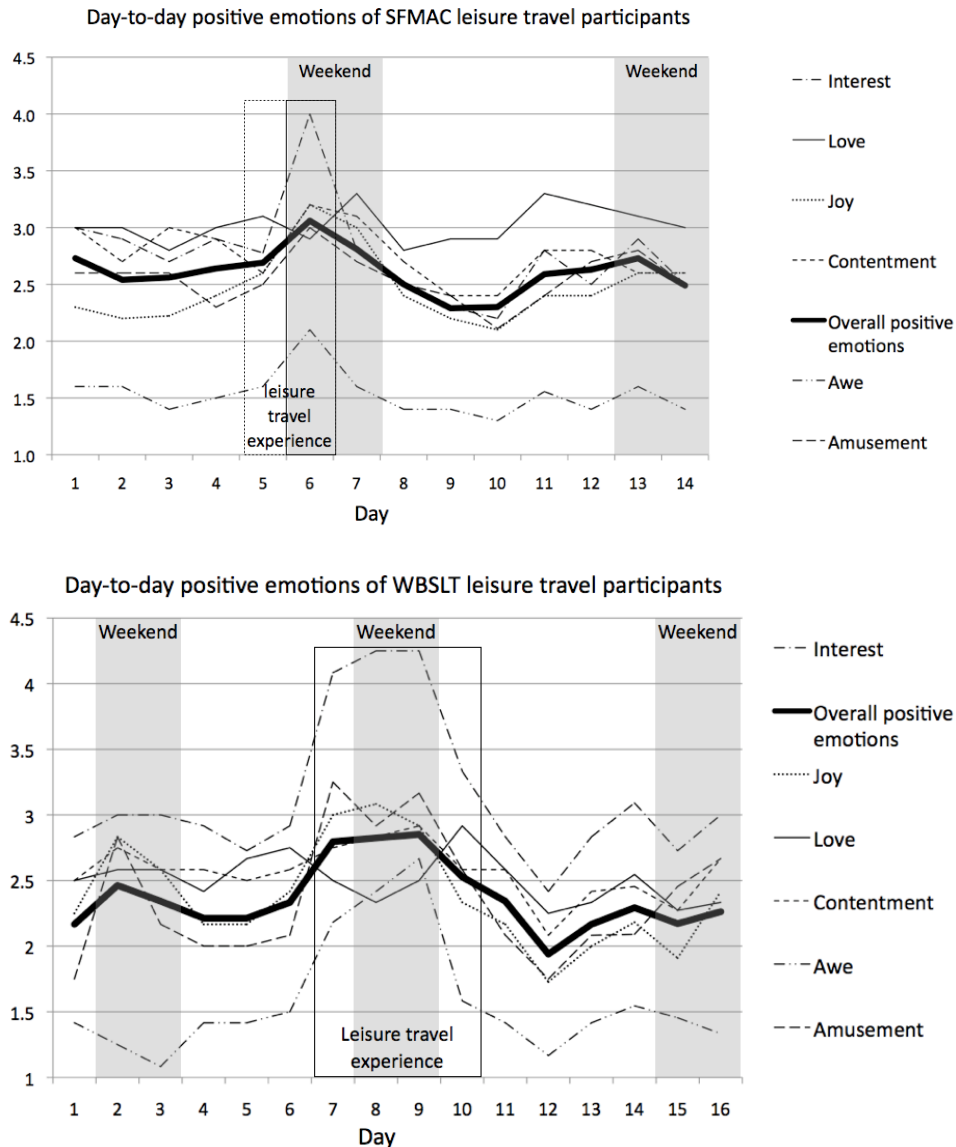 Day-to-day positive emotions of SFMAC leisure travel participants
4.5
4.0
3.5
3.0
2.5
2.0
1.5
1.0
Weekend
Weekend
leisure
travel
experience
1 2 3 4 5 6 7 8 9 10 11 12 13 14
Day
Interest
Love
Joy
Contentment
Overall positive
emotions
Awe
Amusement
Day-to-day positive emotions of WBSLT leisure travel participants
4.5
4
3.5
3
2.5
2
1.5
1
Weekend
Weekend
Weekend
Leisure travel
experience
1 2 3 4 5 6 7 8 9 10 11 12 13 14 15 16
Day
Interest
Overall positive
emotions
Joy
Love
Contentment
Awe
Amusement